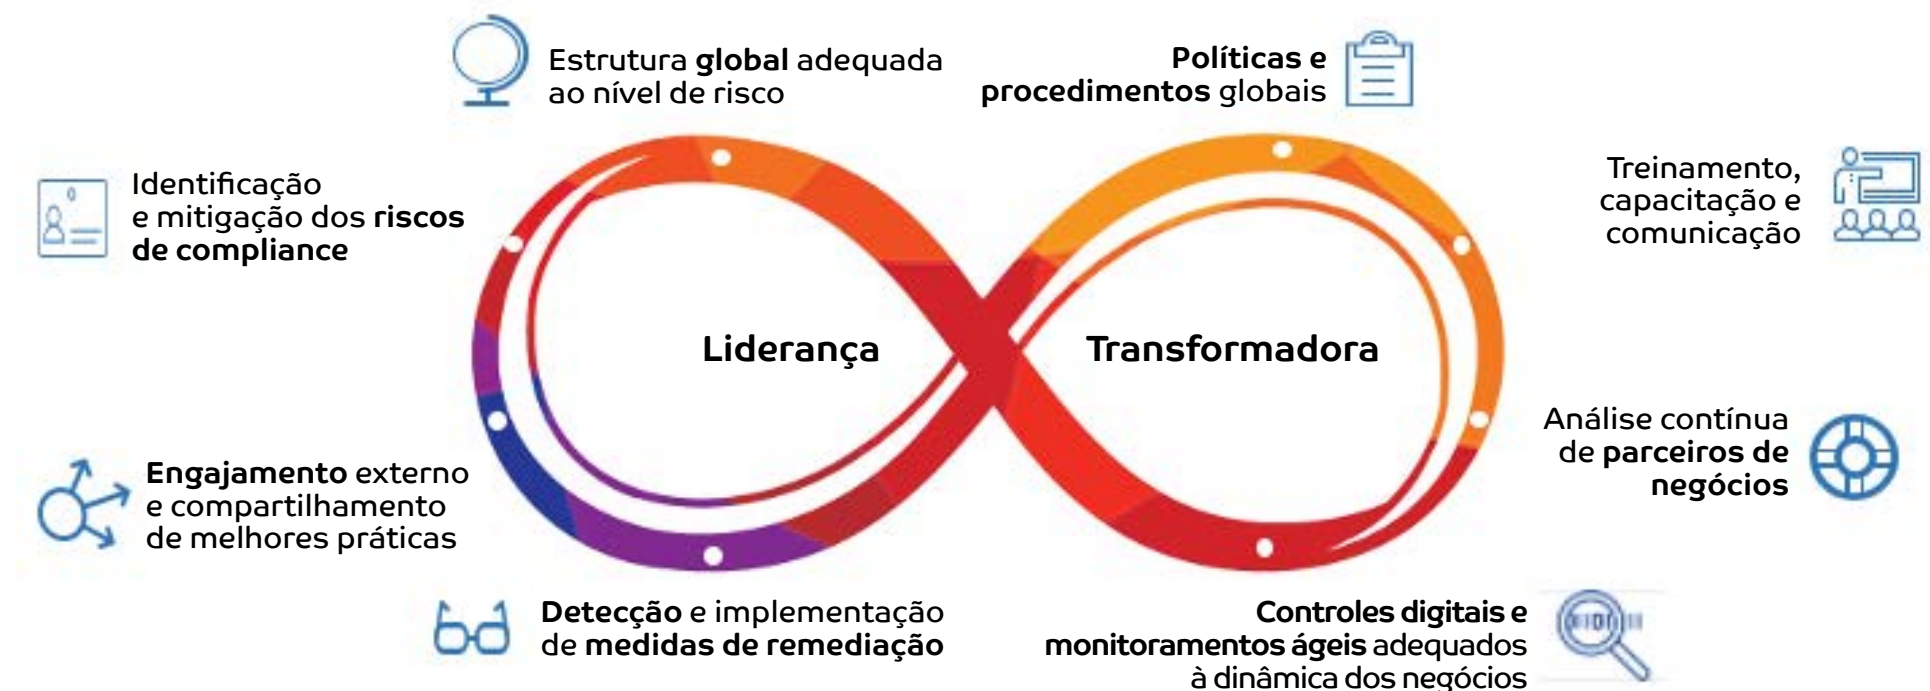 Estrutura global adequada
ao nível de risco
Políticas e
procedimentos globais
Identificação
e mitigação dos riscos
de compliance
Treinamento,
capacitação e
comunicação
Liderança
Transformadora
Engajamento externo
e compartilhamento
de melhores práticas
Análise contínua
de parceiros de
negócios
Detecção e implementação
de medidas de remediação
Controles digitais e
monitoramentos ágeis adequados
à dinâmica dos negócios